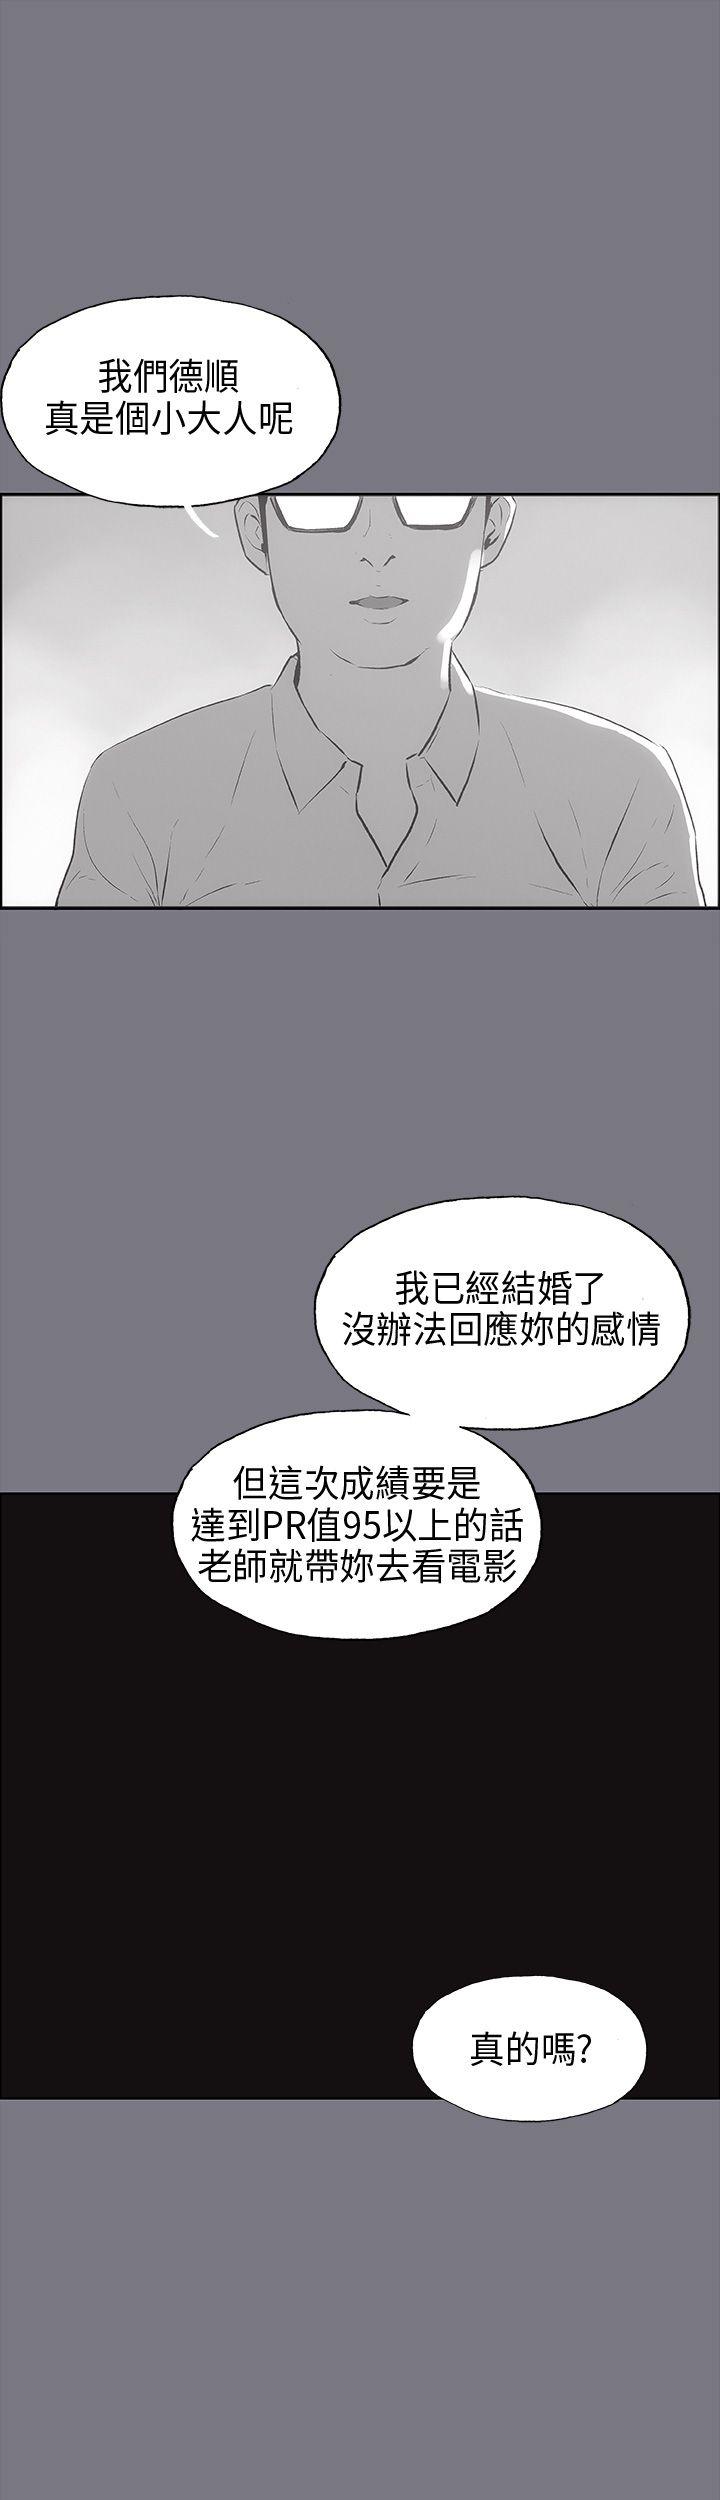 我們德順
真是個小大人呢
我已經結婚了
沒辦法回應妳的感情
但這次成績要是
達到PR值95以上的話
老師就帶妳去看電影
真的嗎?